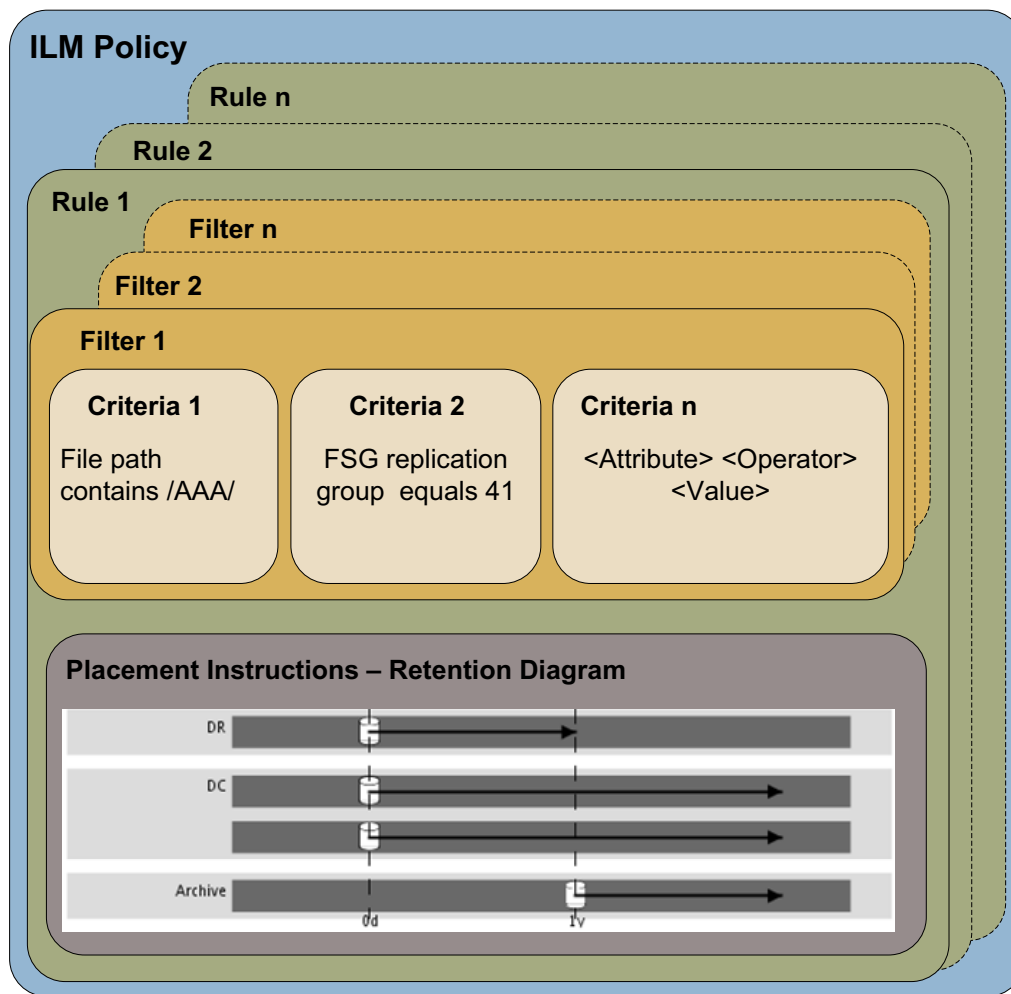 ILM Policy
Rule n
Rule 2
Rule 1
Filter n
Filter 2
Filter 1
Criteria 1
File path
contains /AAA/
Criteria 2
FSG replication
group equals 41
Criteria n
<Attribute> <Operator>
<Value>
Placement Instructions – Retention Diagram
DR
DC
Archive
0d
1y